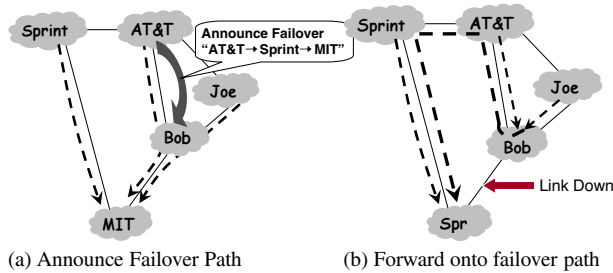 Sprint
AT&T
Announce Failover
“AT&T→Sprint→MIT”
Joe
Bob
MIT
(a) Announce Failover Path
Sprint
AT&T
Joe
Bob
Link Down
Spr
(b) Forward onto failover path